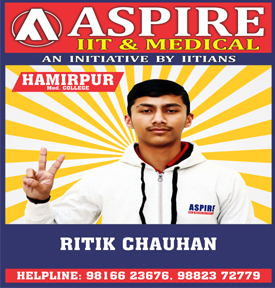 ASPIRE
IIT & MEDICAL
AN INITIATIVE BY IITIANS
HAMIRPUR
Med. COLLEGE
ASPIRE
RITIK CHAUHAN
HELPLINE: 98166 23676, 98823 72779